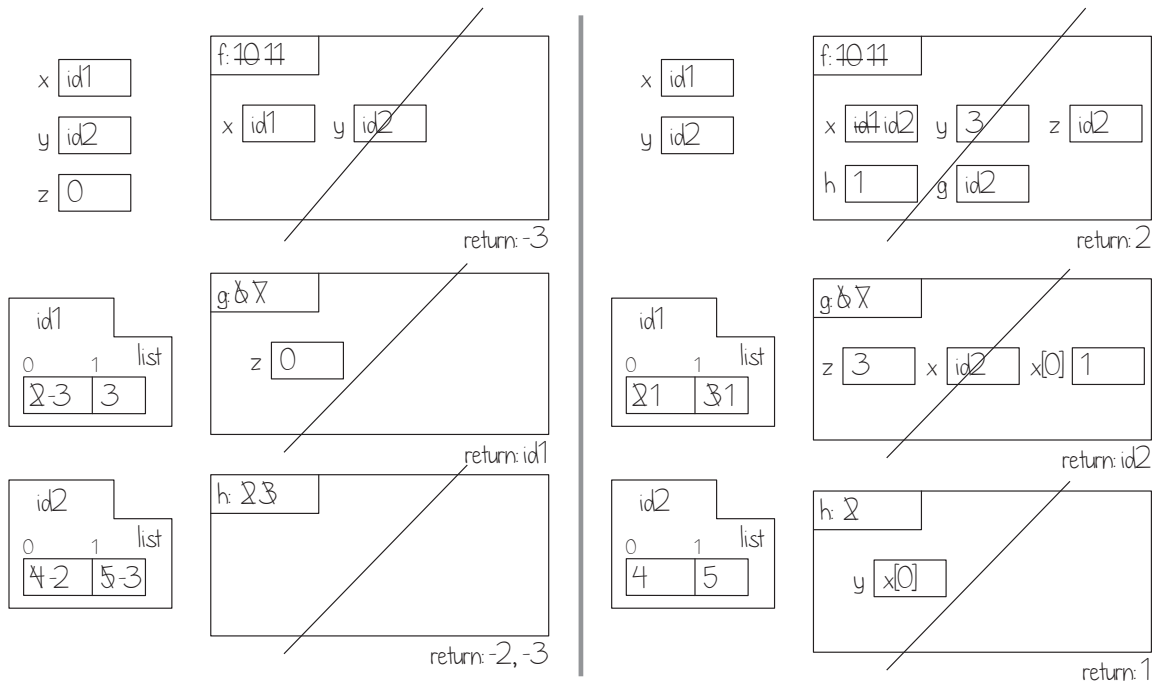 x id1
y id2
z 0
f: 10 11
x id1 y id2
return: -3
id1
0 1 list
2 -3 3
g: 6 7
z 0
return: id1
id2
0 1 list
4 -2 5 -3
h: 2 3
return: -2, -3
x id1
y id2
f: 10 11
x id1 id2 y 3 z id2
h 1 g id2
return: 2
id1
0 1 list
2 1 3 1
g: 6 7
z 3 x id2 x[0] 1
return: id2
id2
0 1 list
4 5
h: 2
y x[0]
return: 1